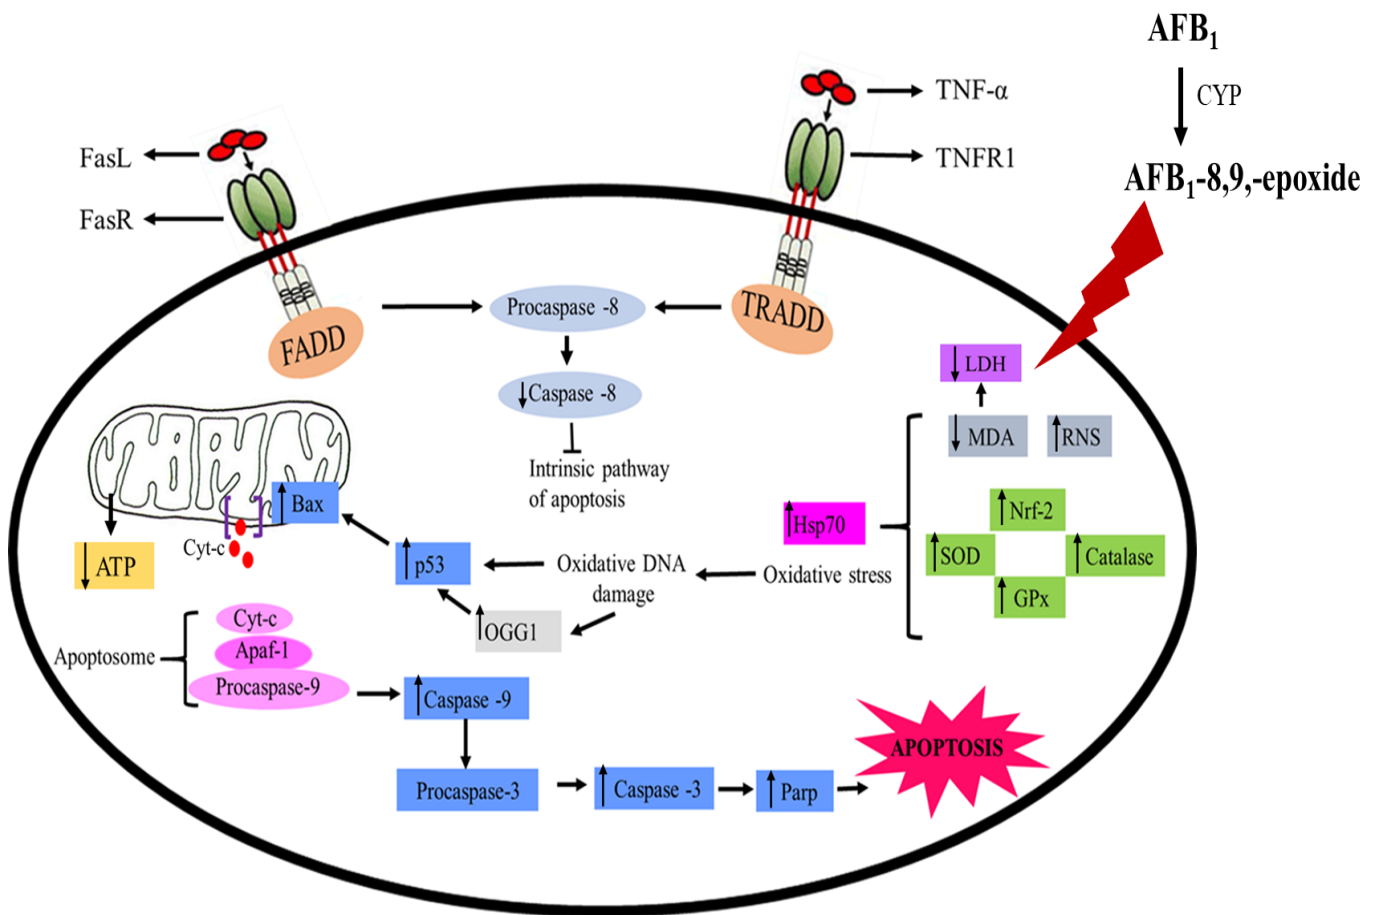 AFB₁
CYP
AFB₁-8,9,-epoxide
TNF-α
TNFR1
FasL
FasR
FADD
TRADD
Procaspase -8
↓Caspase -8
Intrinsic pathway
of apoptosis
↓LDH
↓MDA
↑RNS
↑Nrf-2
↑SOD
↑Catalase
↑GPx
↑Hsp70
Oxidative stress
Oxidative DNA
damage
↑OGG1
↑p53
↑Bax
Cyt-c
↓ATP
Apoptosome
Cyt-c
Apaf-1
Procaspase-9
↑Caspase -9
Procaspase-3
↑Caspase -3
↑Parp
APOPTOSIS